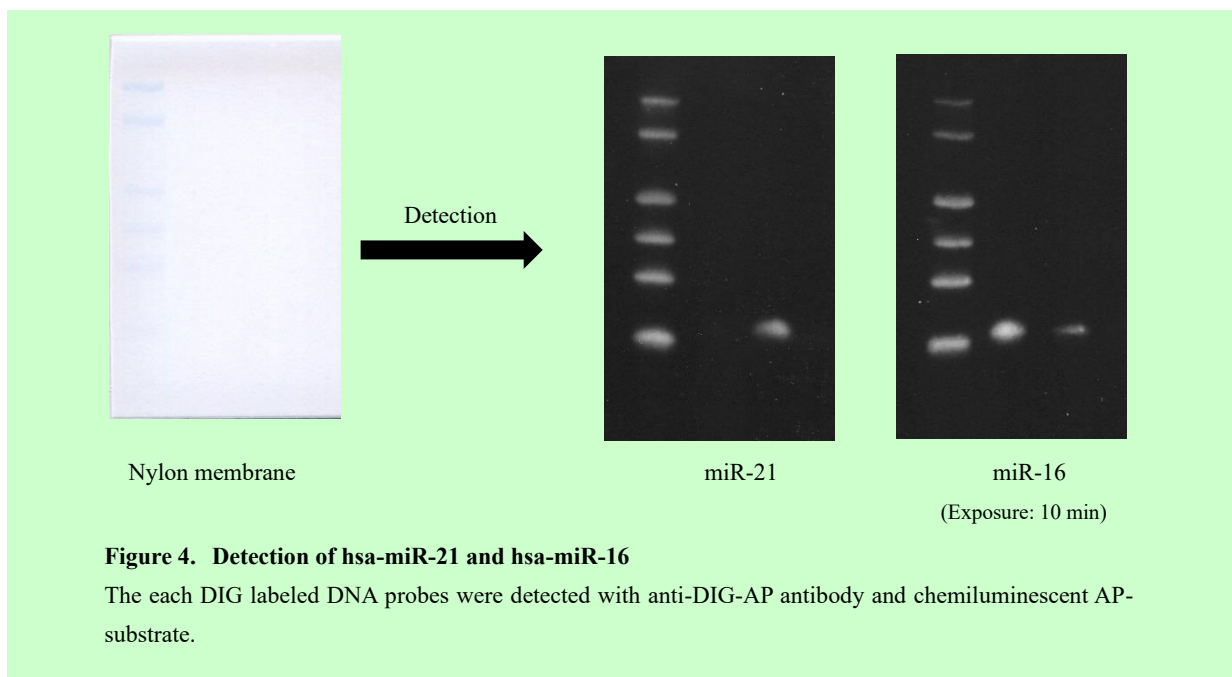 Detection
Nylon membrane
miR-21
miR-16
(Exposure: 10 min)
Figure 4. Detection of hsa-miR-21 and hsa-miR-16
The each DIG labeled DNA probes were detected with anti-DIG-AP antibody and chemiluminescent AP-
substrate.